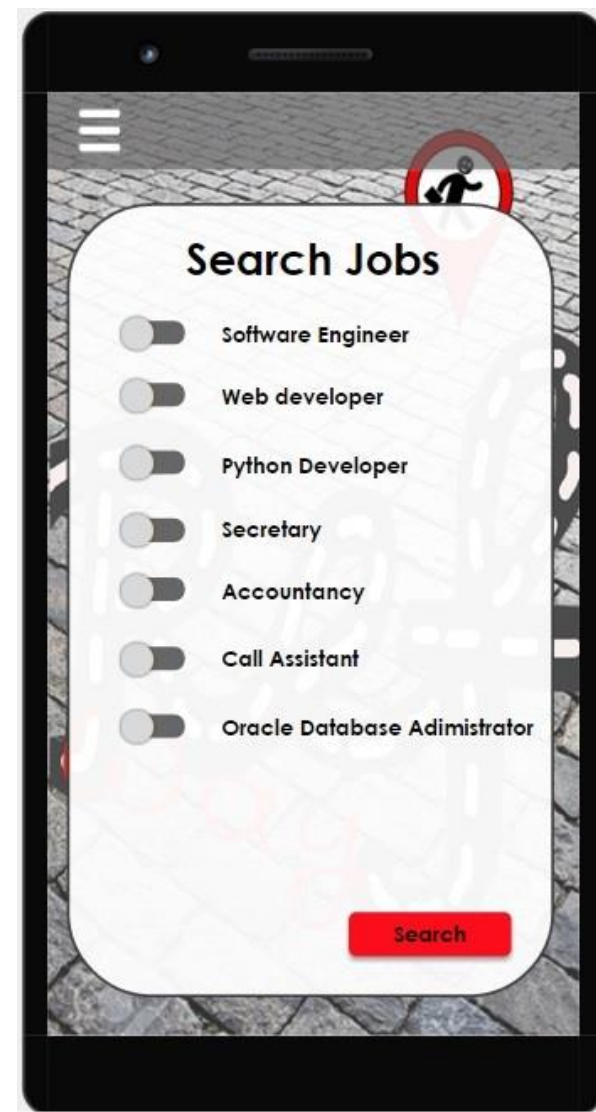 Search Jobs
Software Engineer
Web developer
Python Developer
Secretary
Accountancy
Call Assistant
Oracle Database Adimistrator
Search